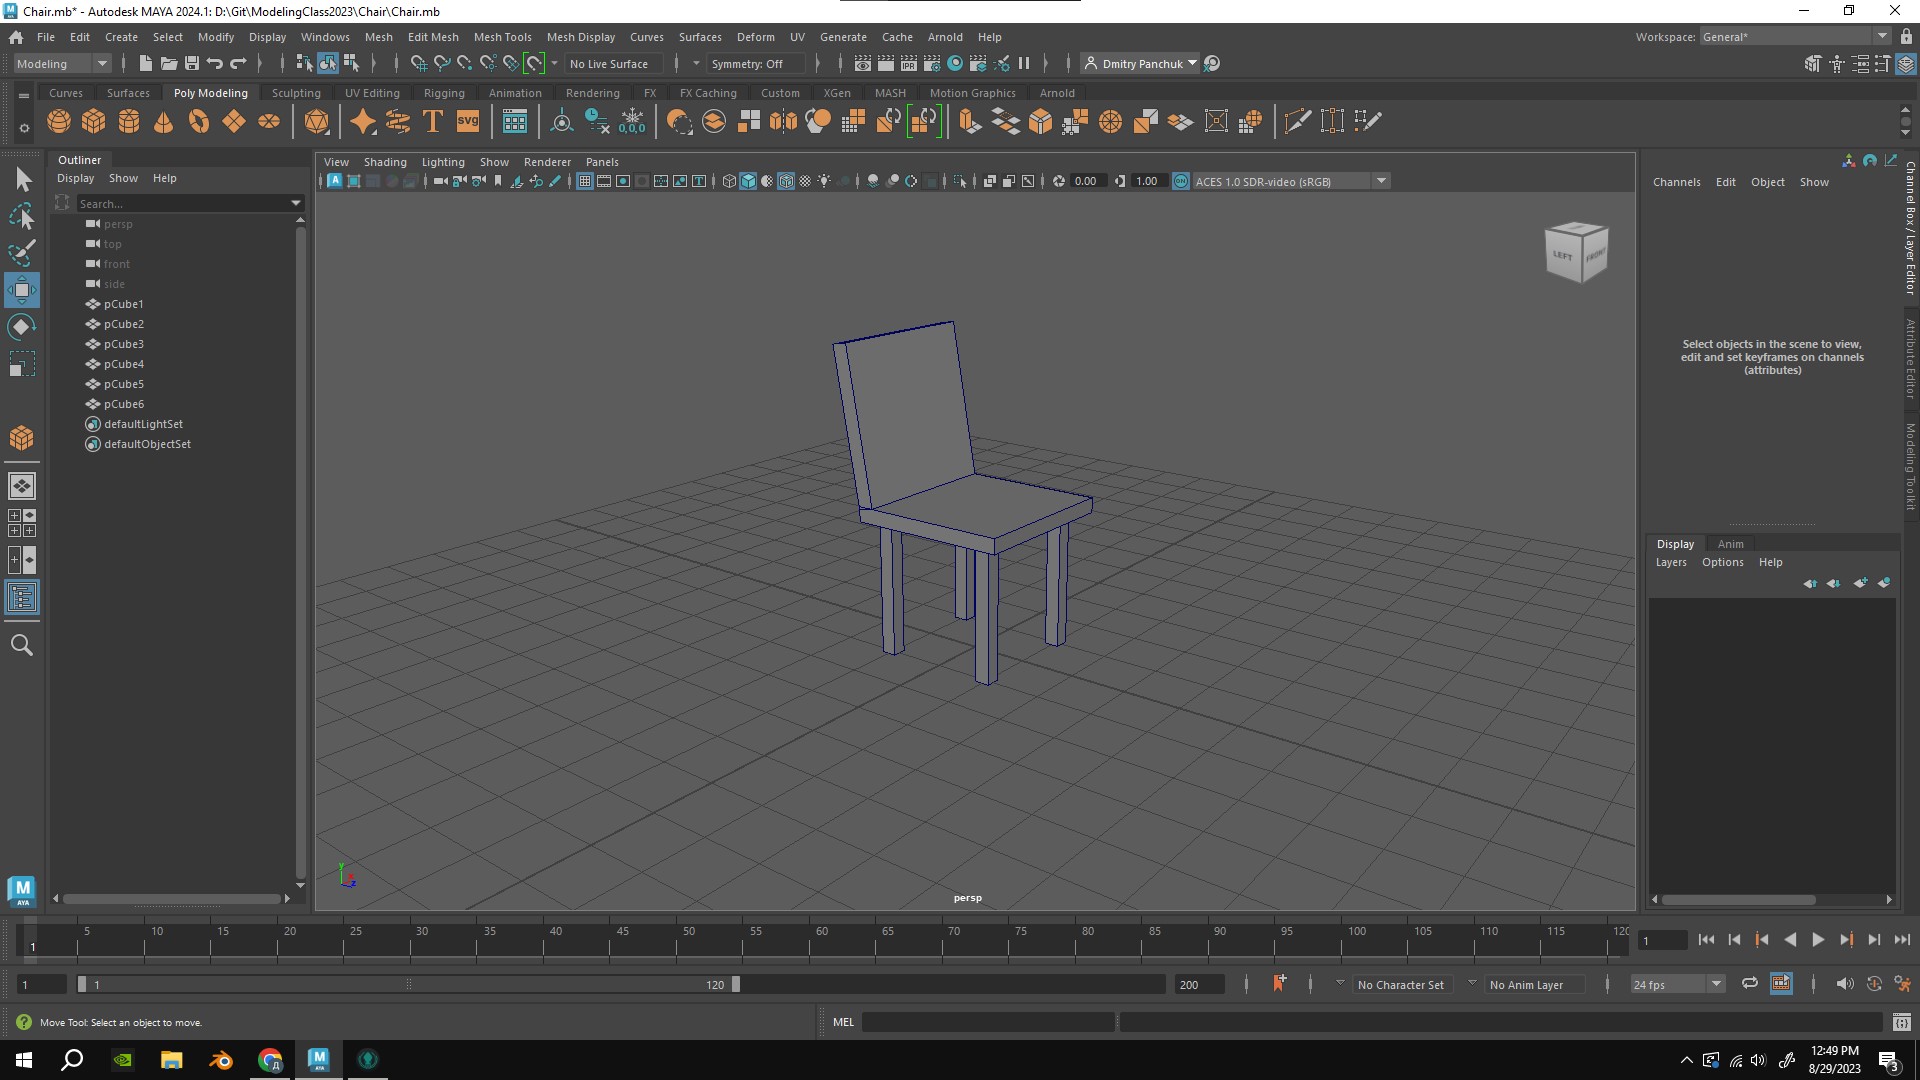 Chair.mb* - Autodesk MAYA 2024.1: D:\Git\ModelingClass2023\Chair\Chair.mb
File Edit Create Select Modify Display Windows Mesh Edit Mesh Mesh Tools Mesh Display Curves Surfaces Deform UV Generate Cache Arnold Help
Workspace: General*
Modeling
No Live Surface
Symmetry: Off
IPR
Dmitry Panchuk
Curves Surfaces Poly Modeling Sculpting UV Editing Rigging Animation Rendering FX FX Caching Custom XGen MASH Motion Graphics Arnold
T svg 0,0,0
Outliner
Display Show Help
Search...
persp
top
front
side
pCube1
pCube2
pCube3
pCube4
pCube5
pCube6
defaultLightSet
defaultObjectSet
View Shading Lighting Show Renderer Panels
0.00 1.00 ON ACES 1.0 SDR-video (sRGB)
LEFT FRONT
persp
Channels Edit Object Show
Select objects in the scene to view,
edit and set keyframes on channels
(attributes)
Channel Box / Layer Editor
Attribute Editor
Modeling Toolkit
Display Anim
Layers Options Help
M
AYA
1 5 10 15 20 25 30 35 40 45 50 55 60 65 70 75 80 85 90 95 100 105 110 115 120
1
1 1 120 200
No Character Set
No Anim Layer
24 fps
Move Tool: Select an object to move.
MEL
12:49 PM
8/29/2023
3